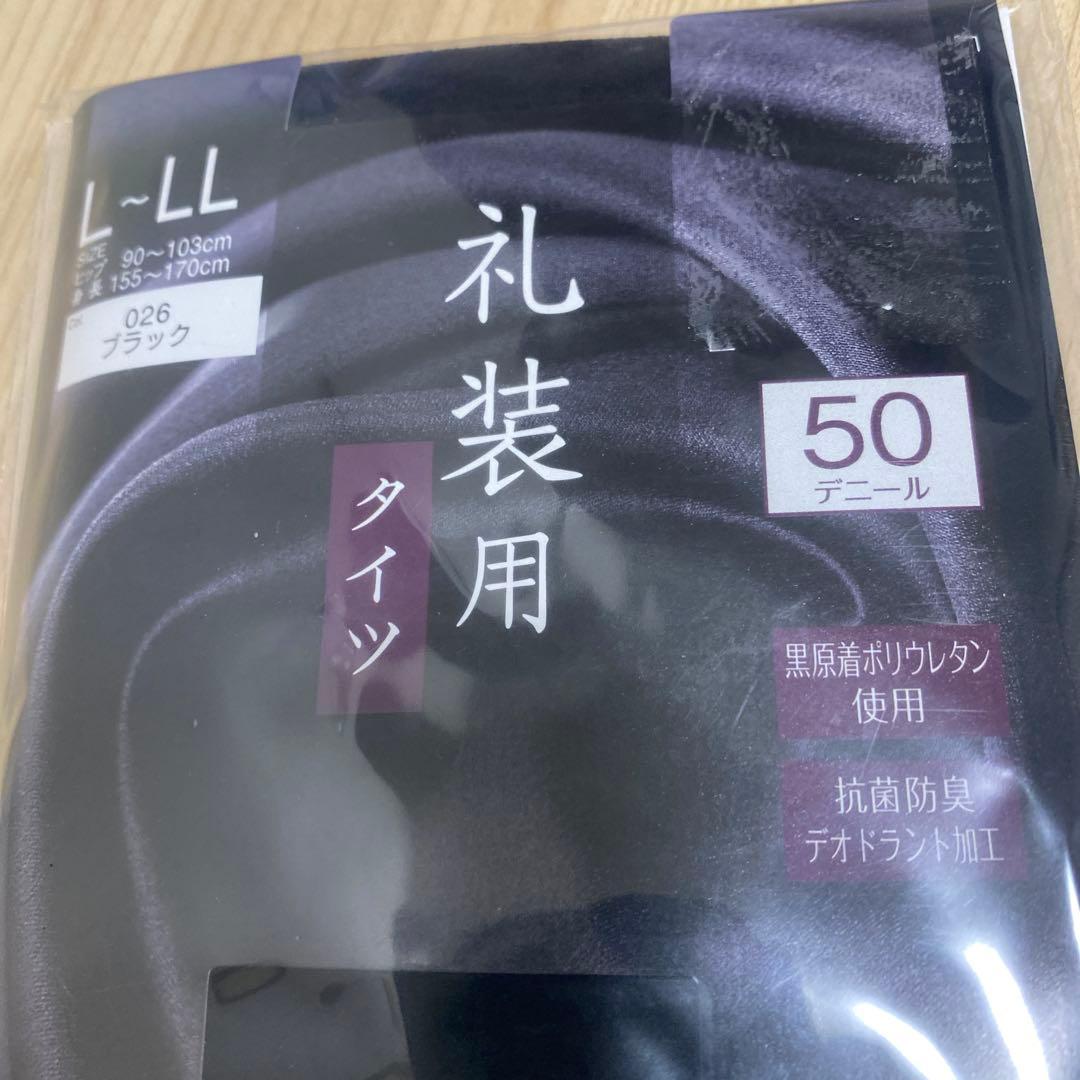 L~LL
SIZE
ヒップ 90〜103cm
身長 155〜170cm
Col.
026
ブラック
礼装用
タイツ
50
デニール
黒原着ポリウレタン
使用
抗菌防臭
デオドラント加工